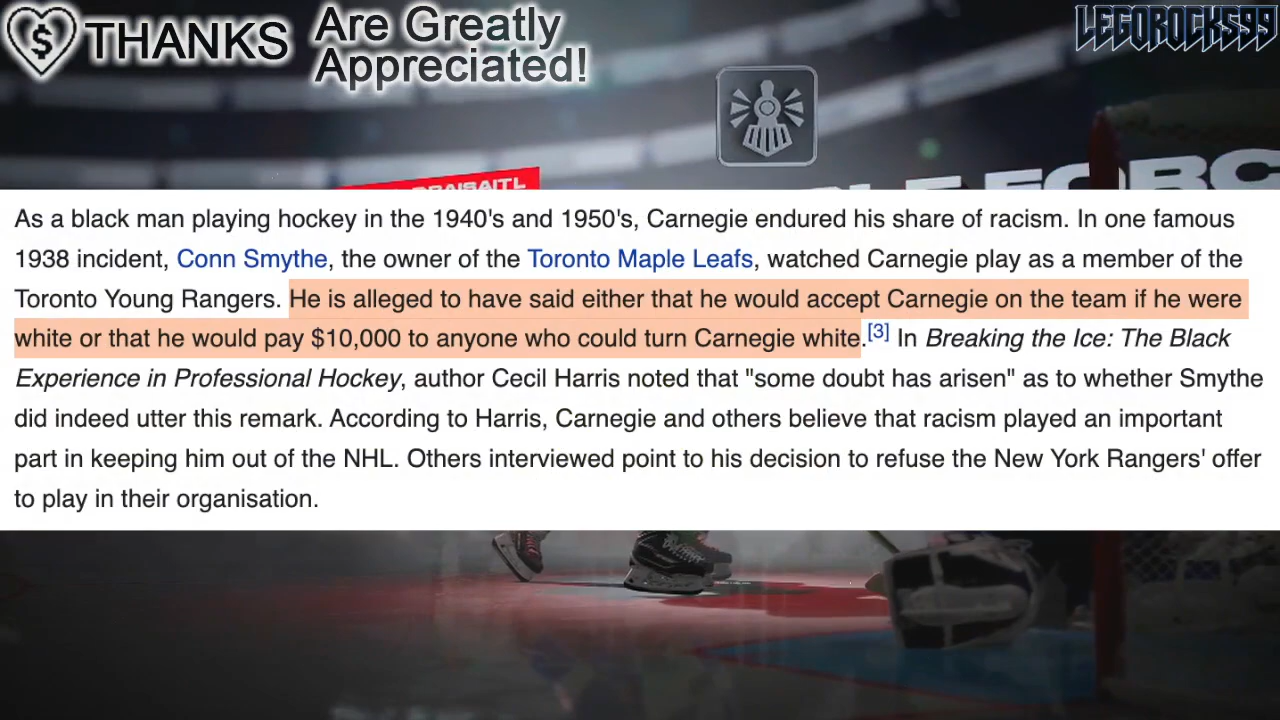 THANKS
Are Greatly
Appreciated!
LEGOROCKS99
As a black man playing hockey in the 1940's and 1950's, Carnegie endured his share of racism. In one famous
1938 incident, Conn Smythe, the owner of the Toronto Maple Leafs, watched Carnegie play as a member of the
Toronto Young Rangers. He is alleged to have said either that he would accept Carnegie on the team if he were
white or that he would pay $10,000 to anyone who could turn Carnegie white.[3] In Breaking the Ice: The Black
Experience in Professional Hockey, author Cecil Harris noted that "some doubt has arisen" as to whether Smythe
did indeed utter this remark. According to Harris, Carnegie and others believe that racism played an important
part in keeping him out of the NHL. Others interviewed point to his decision to refuse the New York Rangers' offer
to play in their organisation.